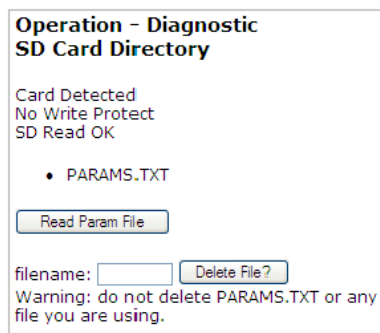 Operation - Diagnostic
SD Card Directory
Card Detected
No Write Protect
SD Read OK
• PARAMS.TXT
Read Param File
filename:
Delete File?
Warning: do not delete PARAMS.TXT or any
file you are using.